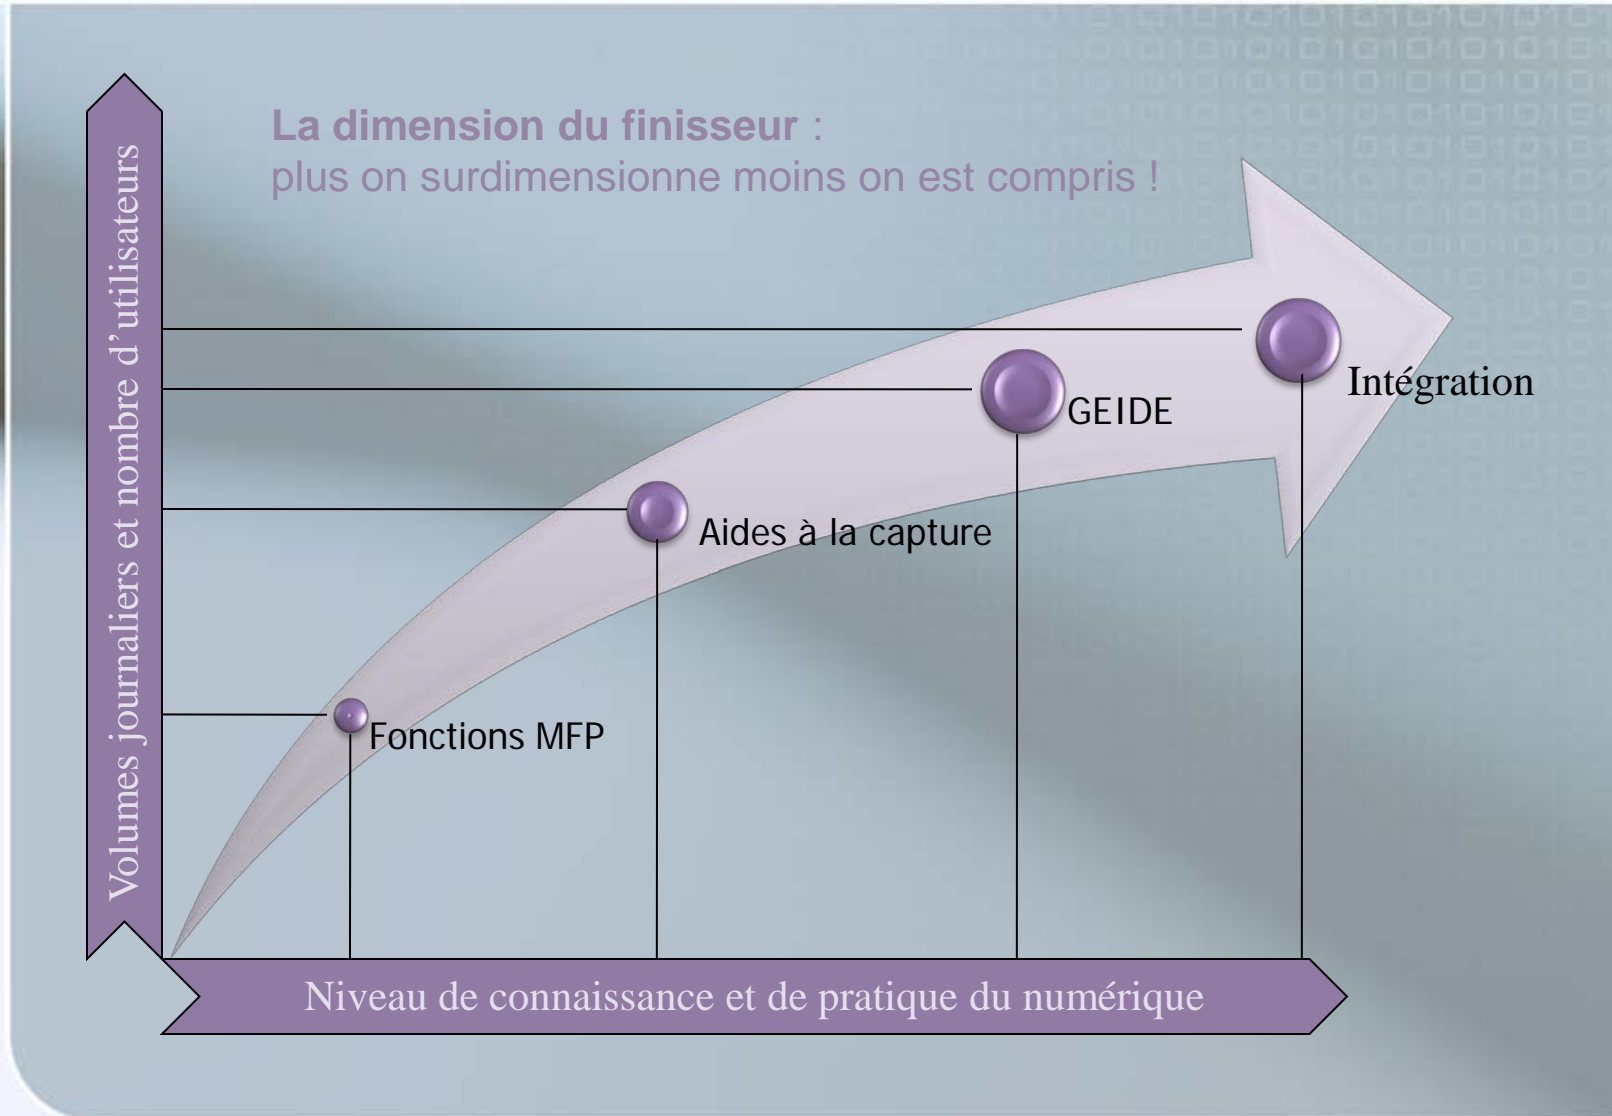 La dimension du finisseur :
plus on surdimensionne moins on est compris !
Volumes journaliers et nombre d'utilisateurs
Intégration
GEIDE
Aides à la capture
Fonctions MFP
Niveau de connaissance et de pratique du numérique